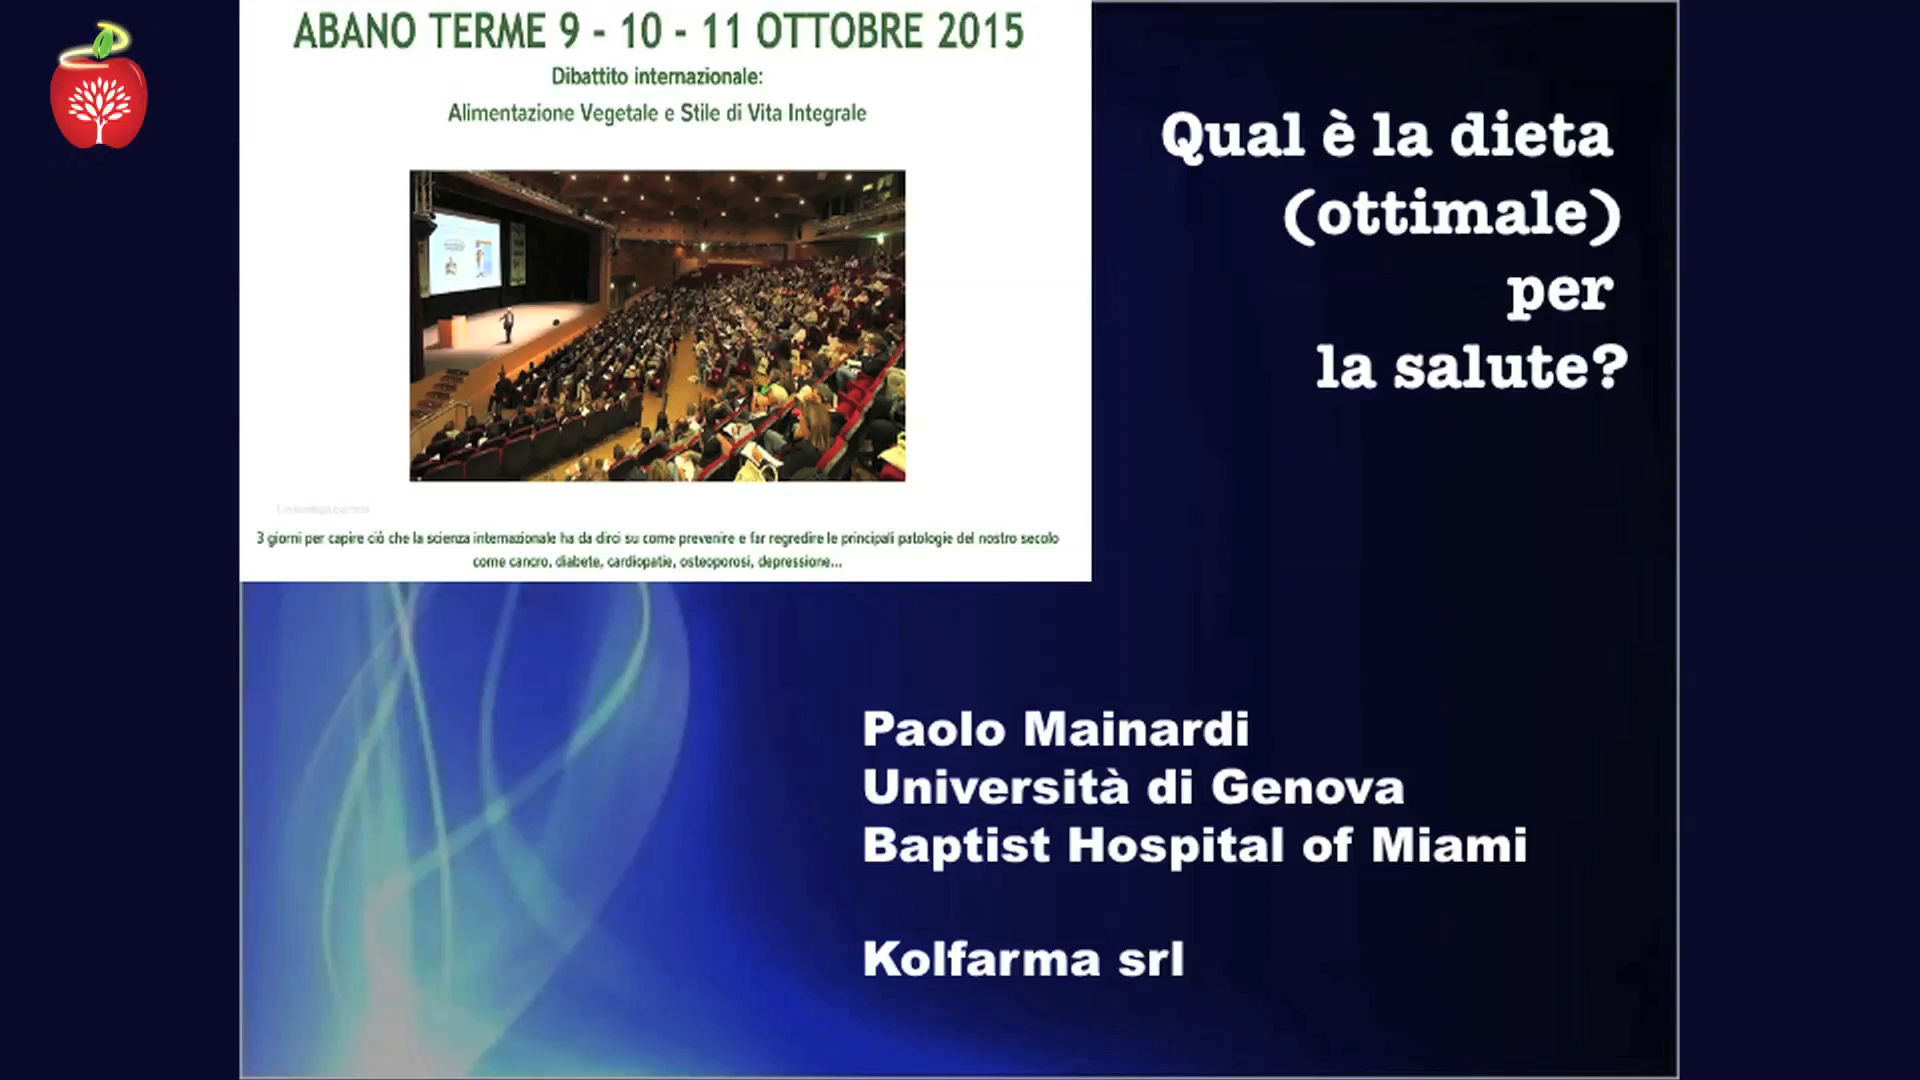 ABANO TERME 9 - 10 - 11 OTTOBRE 2015
Dibattito internazionale:
Alimentazione Vegetale e Stile di Vita Integrale
3 giorni per capire ciò che la scienza internazionale ha da dirci su come prevenire e far regredire le principali patologie del nostro secolo
come cancro, diabete, cardiopatie, osteoporosi, depressione...
Qual è la dieta
(ottimale)
per
la salute?
Paolo Mainardi
Università di Genova
Baptist Hospital of Miami
Kolfarma srl